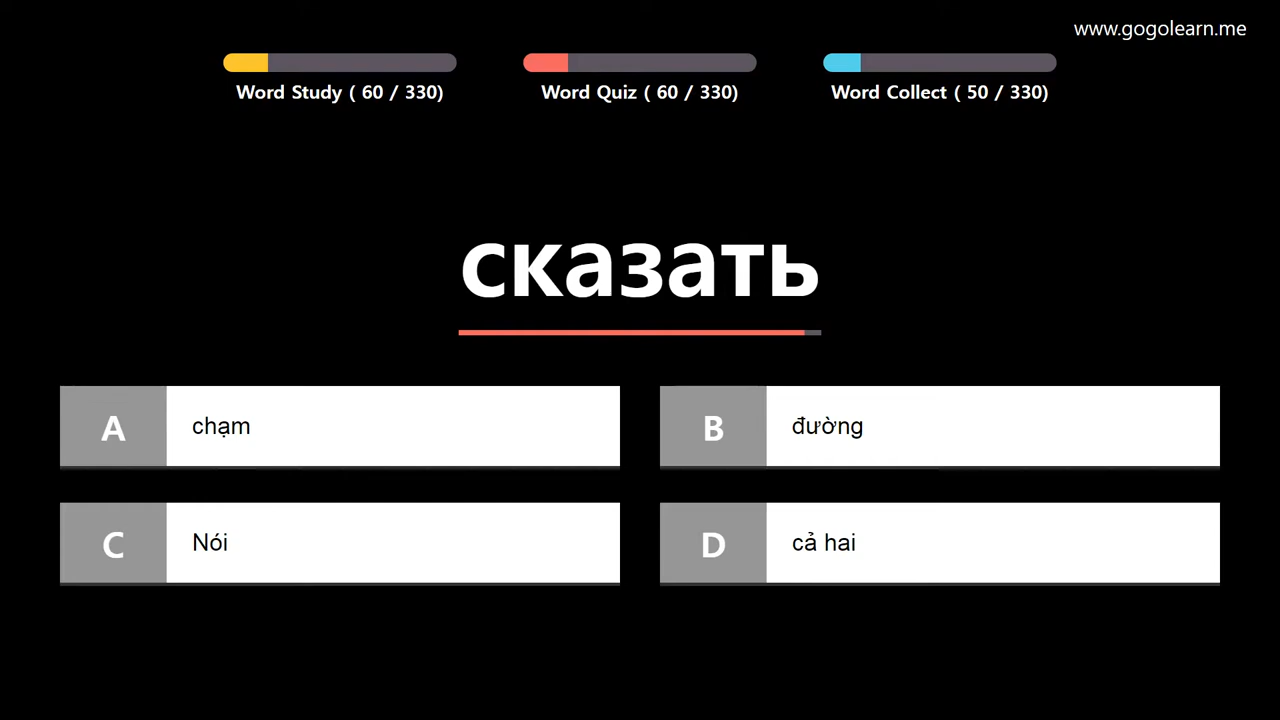 www.gogolearn.me
Word Study ( 60 / 330)
Word Quiz ( 60 / 330)
Word Collect ( 50 / 330)
сказать
A
chạm
B
đường
C
Nói
D
cả hai